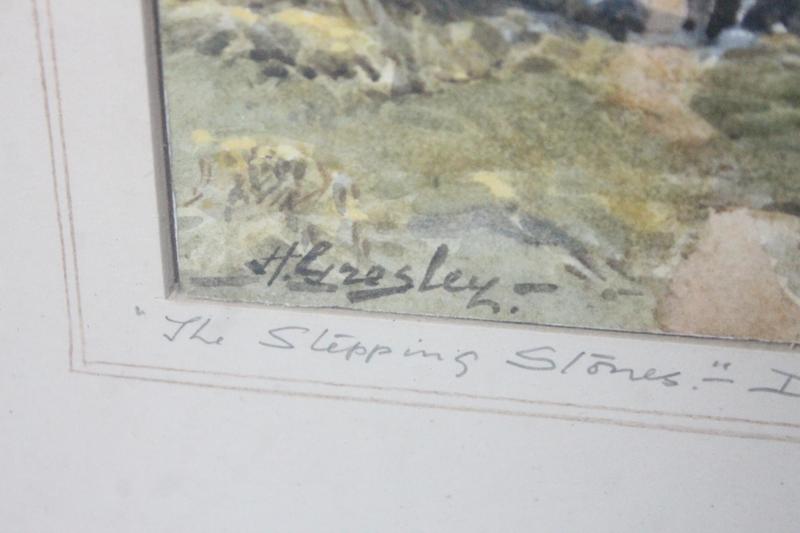 H. Gresley.-
"The Stepping Stones."-